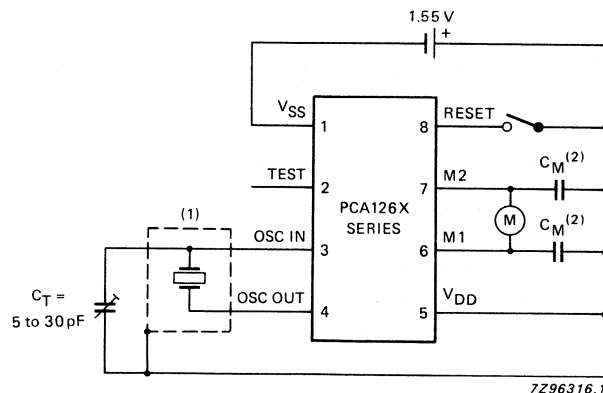 1.55 V
+
VSS
1
8
RESET
TEST
2
7
M2
CM(2)
PCA126X
SERIES
M
(1)
OSC IN
3
6
M1
CM(2)
CT =
5 to 30 pF
OSC OUT
4
5
VDD
7Z96316.1